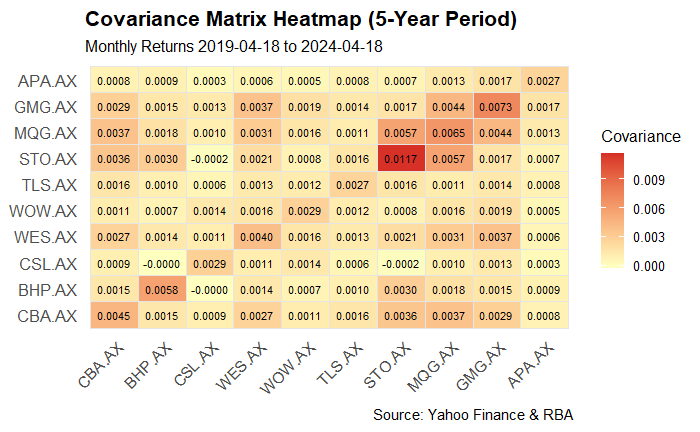 Covariance Matrix Heatmap (5-Year Period)
Monthly Returns 2019-04-18 to 2024-04-18
APA.AX 0.0008 0.0009 0.0003 0.0006 0.0005 0.0008 0.0007 0.0013 0.0017 0.0027
GMG.AX 0.0029 0.0015 0.0013 0.0037 0.0019 0.0014 0.0017 0.0044 0.0073 0.0017
MQG.AX 0.0037 0.0018 0.0010 0.0031 0.0016 0.0011 0.0057 0.0065 0.0044 0.0013
STO.AX 0.0036 0.0030 -0.0002 0.0021 0.0008 0.0016 0.0117 0.0057 0.0017 0.0007
TLS.AX 0.0016 0.0010 0.0006 0.0013 0.0012 0.0027 0.0016 0.0011 0.0014 0.0008
WOW.AX 0.0011 0.0007 0.0014 0.0016 0.0029 0.0012 0.0008 0.0016 0.0019 0.0005
WES.AX 0.0027 0.0014 0.0011 0.0040 0.0016 0.0013 0.0021 0.0031 0.0037 0.0006
CSL.AX 0.0009 -0.0000 0.0029 0.0011 0.0014 0.0006 -0.0002 0.0010 0.0013 0.0003
BHP.AX 0.0015 0.0058 -0.0000 0.0014 0.0007 0.0010 0.0030 0.0018 0.0015 0.0009
CBA.AX 0.0045 0.0015 0.0009 0.0027 0.0011 0.0016 0.0036 0.0037 0.0029 0.0008
CBA.AX BHP.AX CSL.AX WES.AX WOW.AX TLS.AX STO.AX MQG.AX GMG.AX APA.AX
Covariance
0.009
0.006
0.003
0.000
Source: Yahoo Finance & RBA